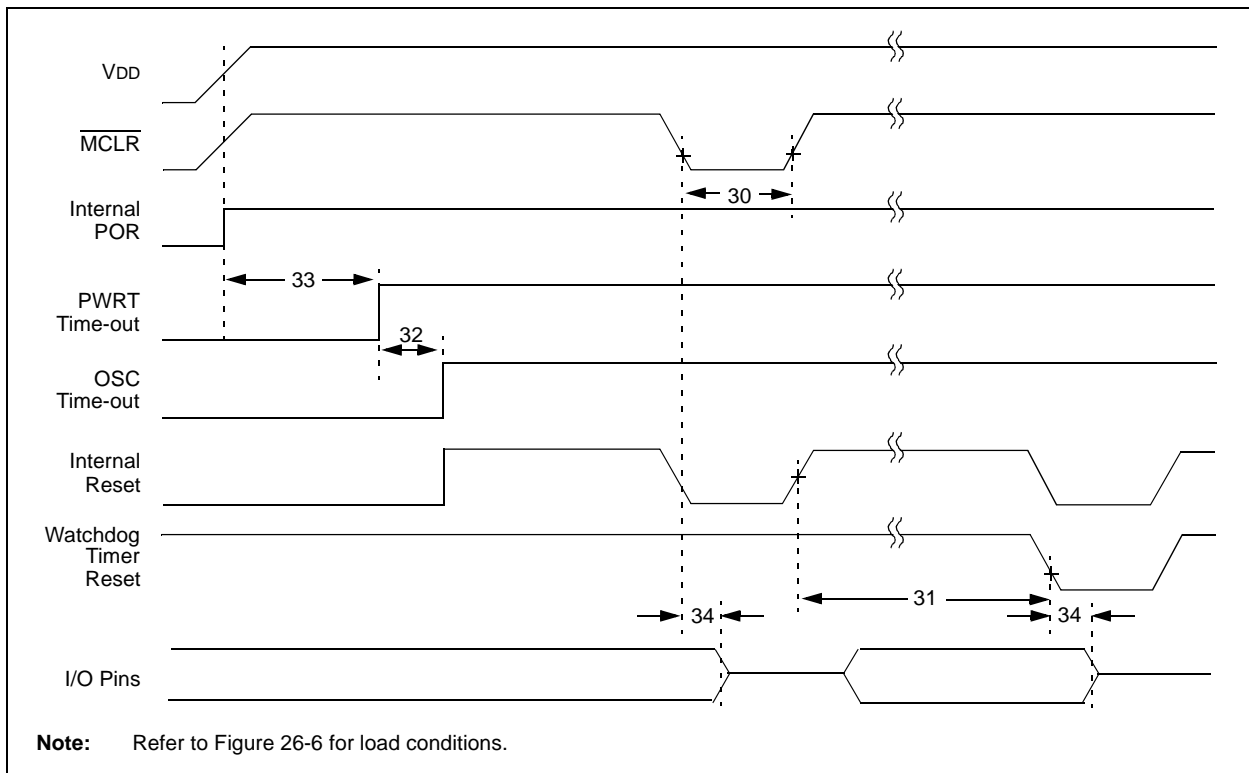 VDD
MCLR
Internal
POR
30
33
PWRT
Time-out
32
OSC
Time-out
Internal
Reset
Watchdog
Timer
Reset
31
34
34
I/O Pins
Note: Refer to Figure 26-6 for load conditions.